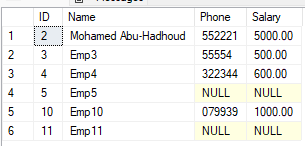 ID Name Phone Salary
1 2 Mohamed Abu-Hadhoud 552221 5000.00
2 3 Emp3 55554 500.00
3 4 Emp4 322344 600.00
4 5 Emp5 NULL NULL
5 10 Emp10 079939 1000.00
6 11 Emp11 NULL NULL